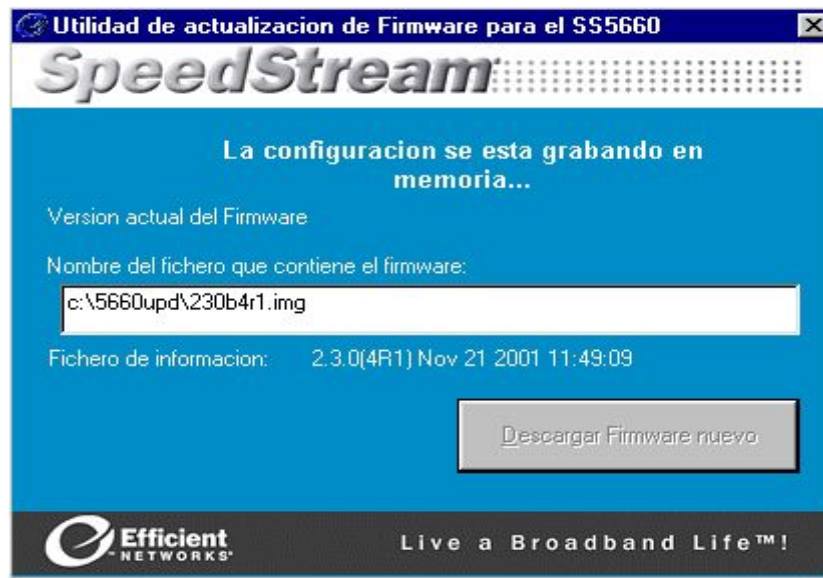 Utilidad de actualizacion de Firmware para el SS5660
SpeedStream
La configuracion se esta grabando en
memoria...
Version actual del Firmware
Nombre del fichero que contiene el firmware:
c:\5660upd\230b4r1.img
Fichero de informacion: 2.3.0(4R1) Nov 21 2001 11:49:09
Descargar Firmware nuevo
Efficient
NETWORKS
Live a Broadband Life™!